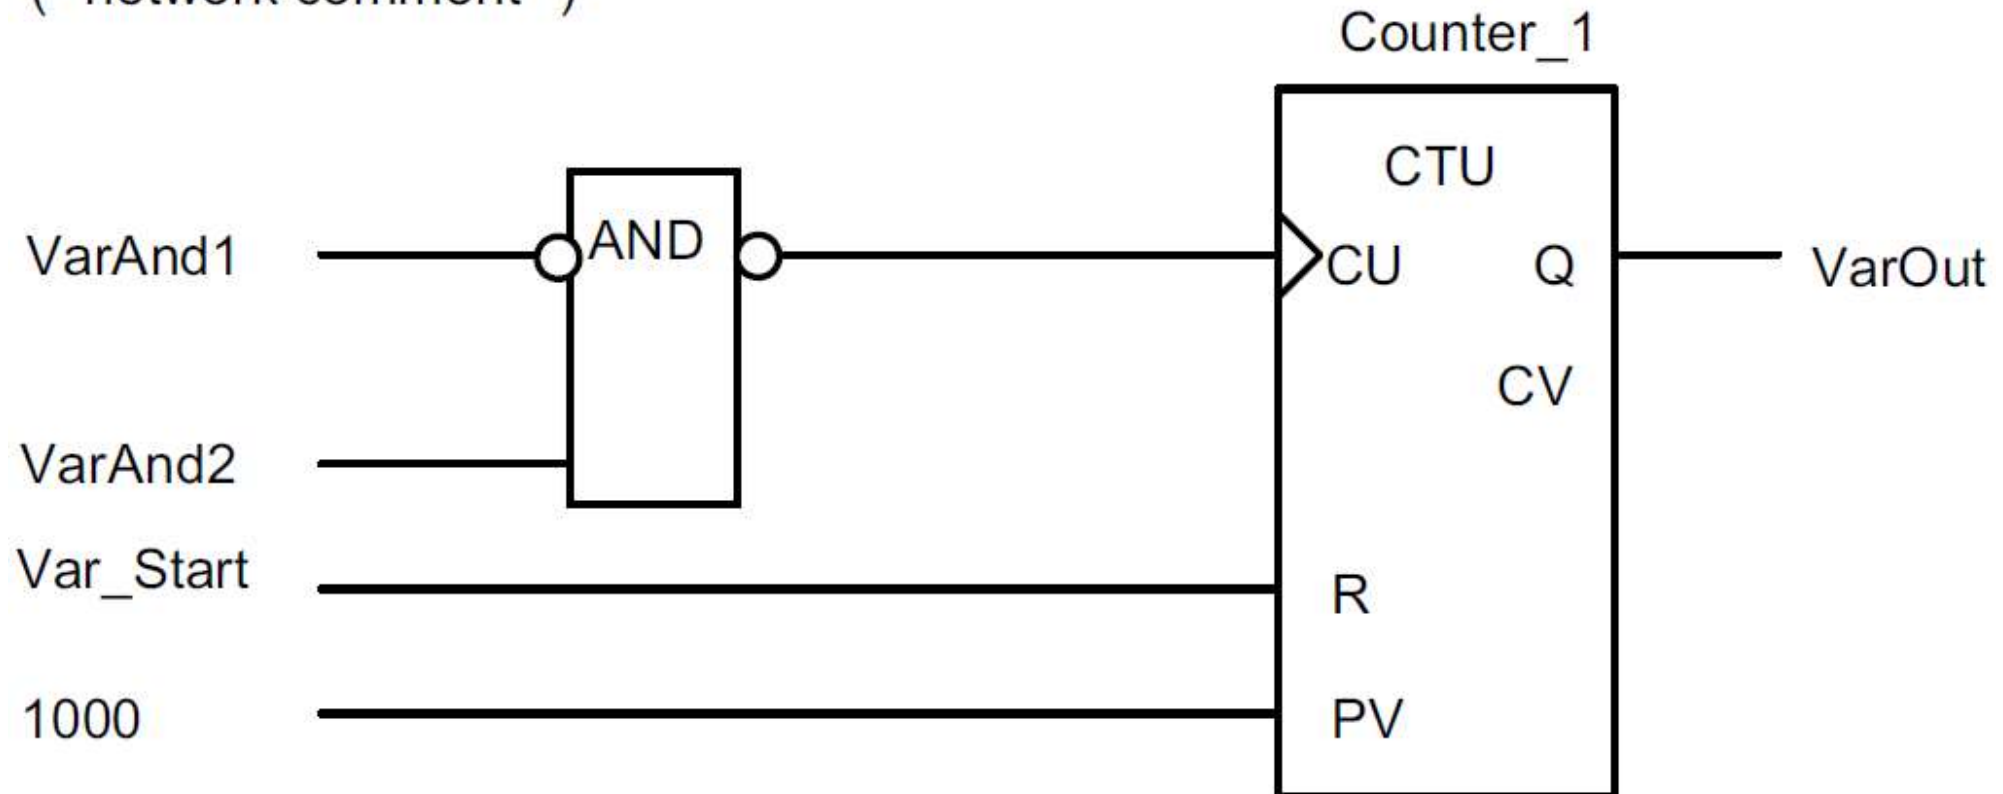 Counter_1
CTU
VarAnd1
AND
CU
Q
VarOut
CV
VarAnd2
Var_Start
R
1000
PV